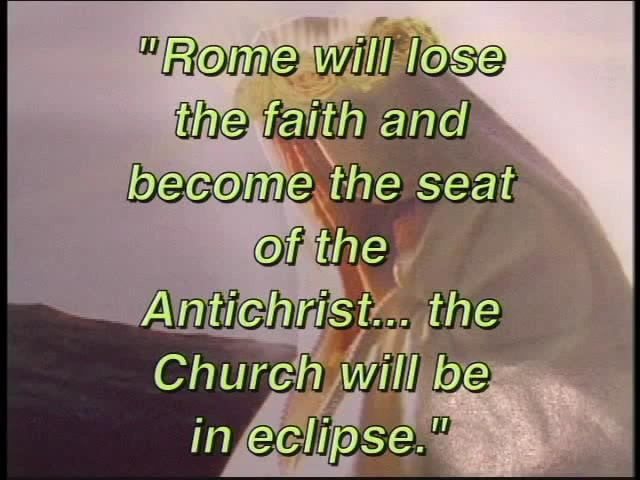 "Rome will lose
the faith and
become the seat
of the
Antichrist... the
Church will be
in eclipse."